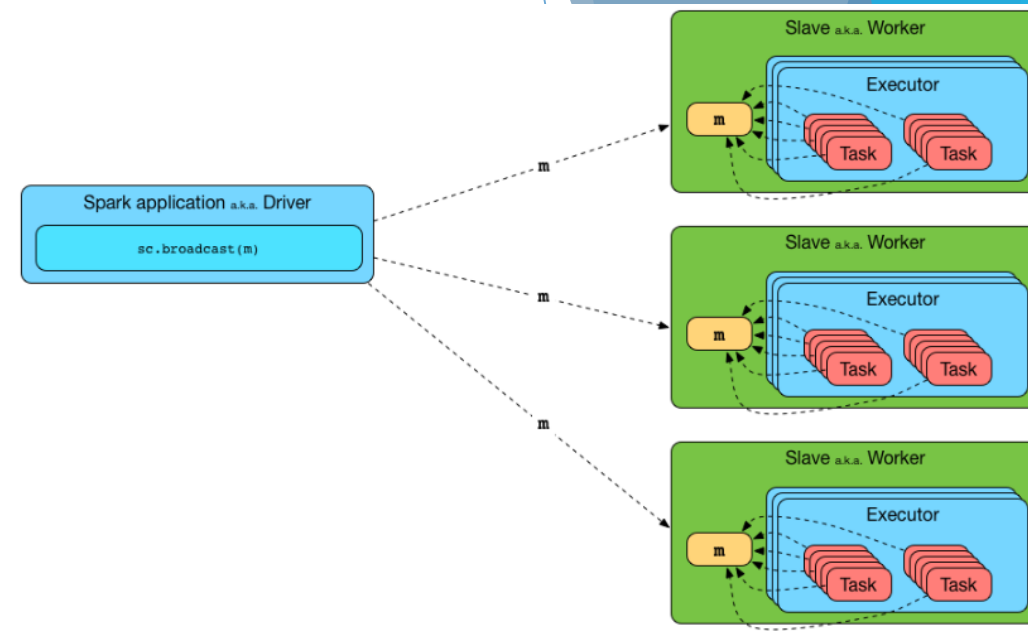 Spark application a.k.a. Driver
sc.broadcast(m)
m
m
m
Slave a.k.a. Worker
Executor
m
Task
Task
Slave a.k.a. Worker
Executor
m
Task
Task
Slave a.k.a. Worker
Executor
m
Task
Task